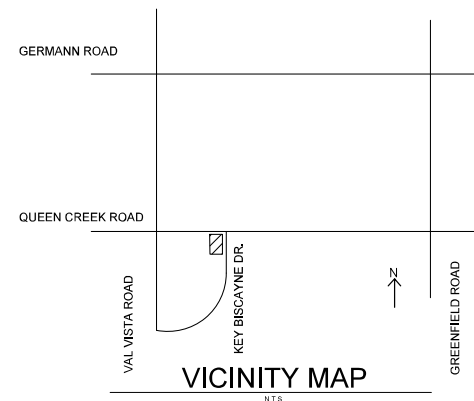 GERMANN ROAD
QUEEN CREEK ROAD
VAL VISTA ROAD
KEY BISCAYNE DR.
N
GREENFIELD ROAD
VICINITY MAP
NTS